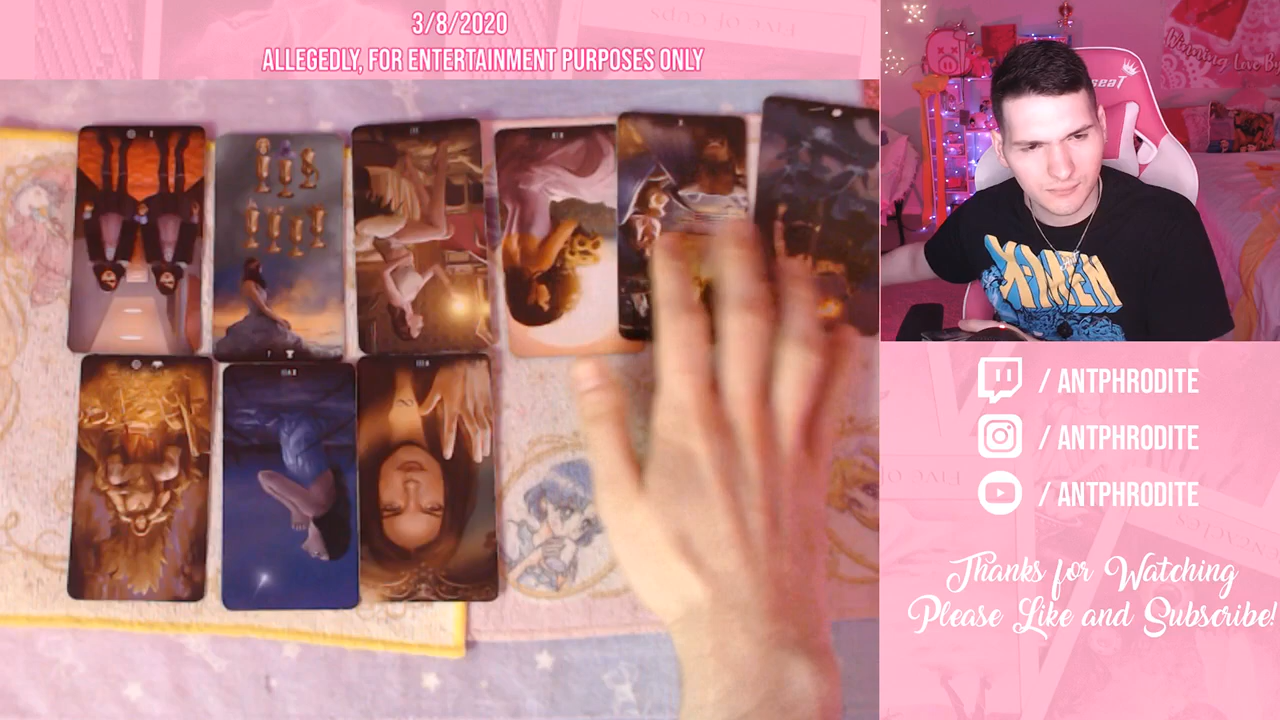 3/8/2020
ALLEGEDLY, FOR ENTERTAINMENT PURPOSES ONLY
X-MEN
/ ANTPHRODITE
/ ANTPHRODITE
/ ANTPHRODITE
Thanks for Watching
Please Like and Subscribe!